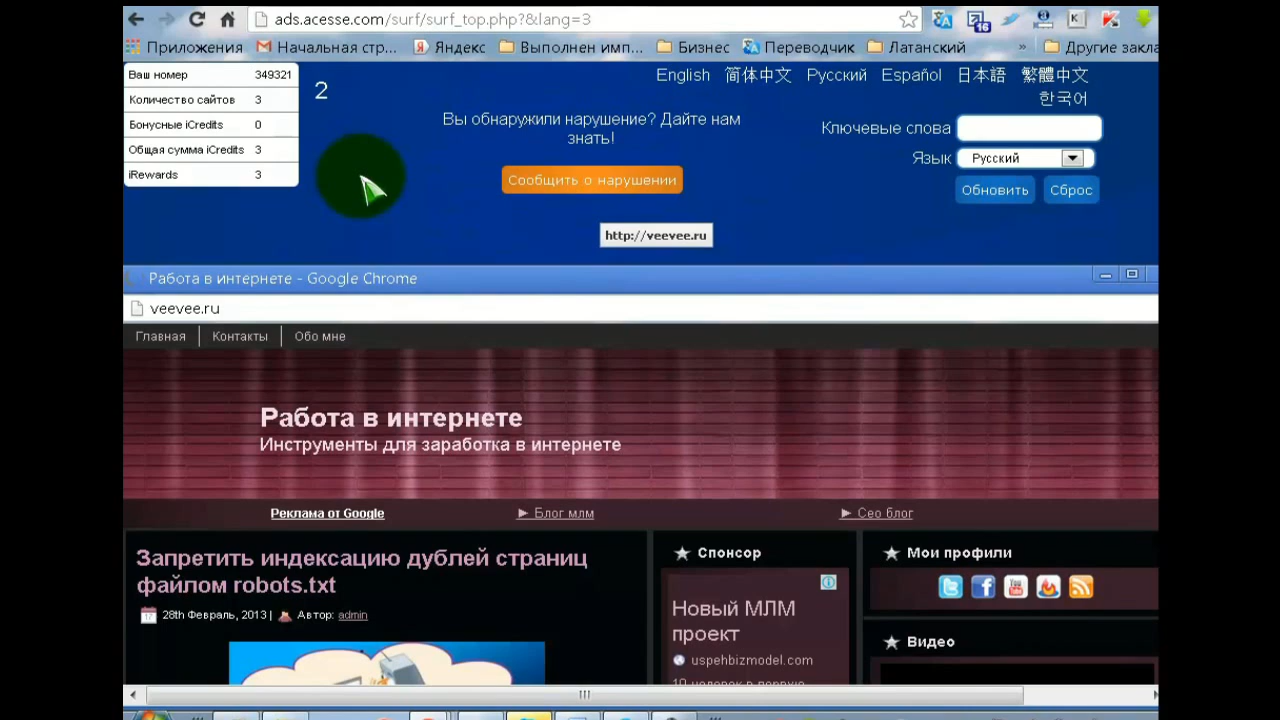 ads.acesse.com/surf/surf_top.php?&lang=3
16
K
Приложения Начальная стр... Яндекс Выполнен имп... Бизнес Переводчик Латанский » Другие закла
Ваш номер 349321
Количество сайтов 3
Бонусные iCredits 0
Общая сумма iCredits 3
iRewards 3
2
English 简体中文 Русский Español 日本語 繁體中文
한국어
Вы обнаружили нарушение? Дайте нам
знать!
Сообщить о нарушении
Ключевые слова
Язык Русский
Обновить Сброс
http://veevee.ru
Работа в интернете - Google Chrome
veevee.ru
Главная Контакты Обо мне
Работа в интернете
Инструменты для заработка в интернете
Реклама от Google ► Блог млм ► Сео блог
Запретить индексацию дублей страниц
файлом robots.txt
28th Февраль, 2013 | Автор: admin
Спонсор
Новый МЛМ
проект
uspehbizmodel.com
10 человек в первую
Мои профили
Видео